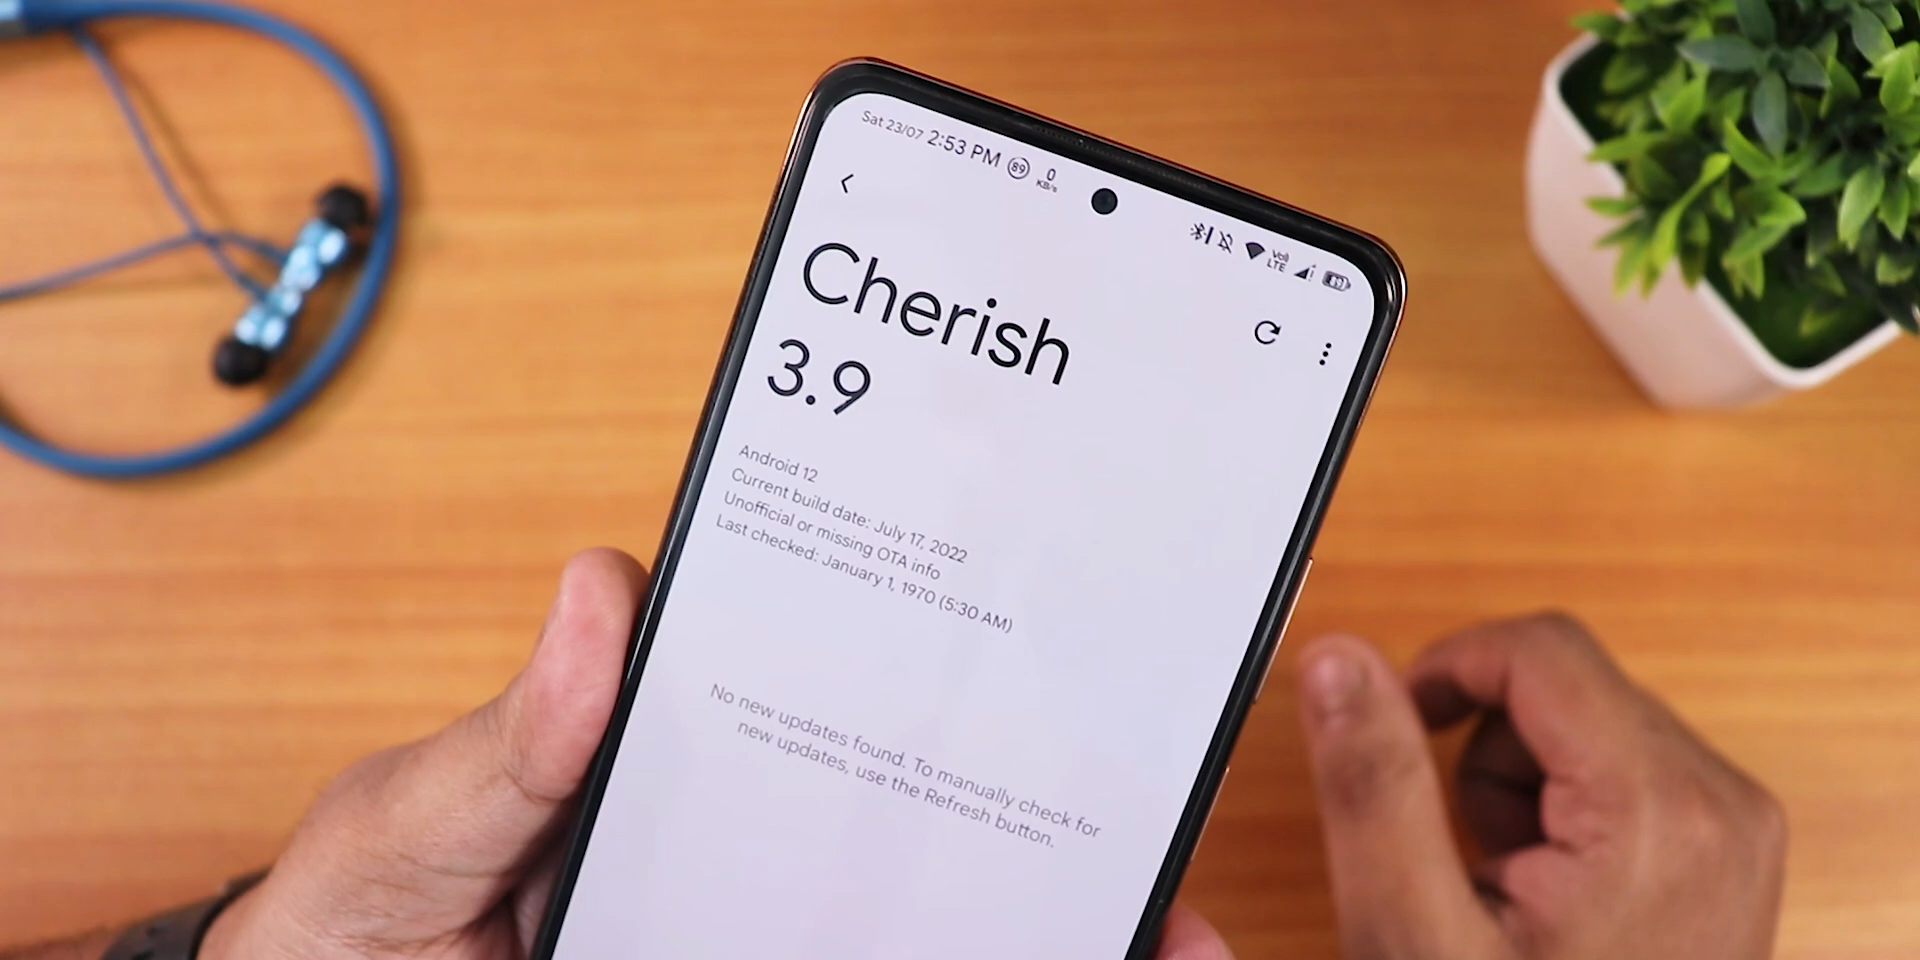 Sat 23/07 2:53 PM 89 0 KB/s
LTE
Cherish
3.9
Android 12
Current build date: July 17, 2022
Unofficial or missing OTA info
Last checked: January 1, 1970 (5:30 AM)
No new updates found. To manually check for
new updates, use the Refresh button.